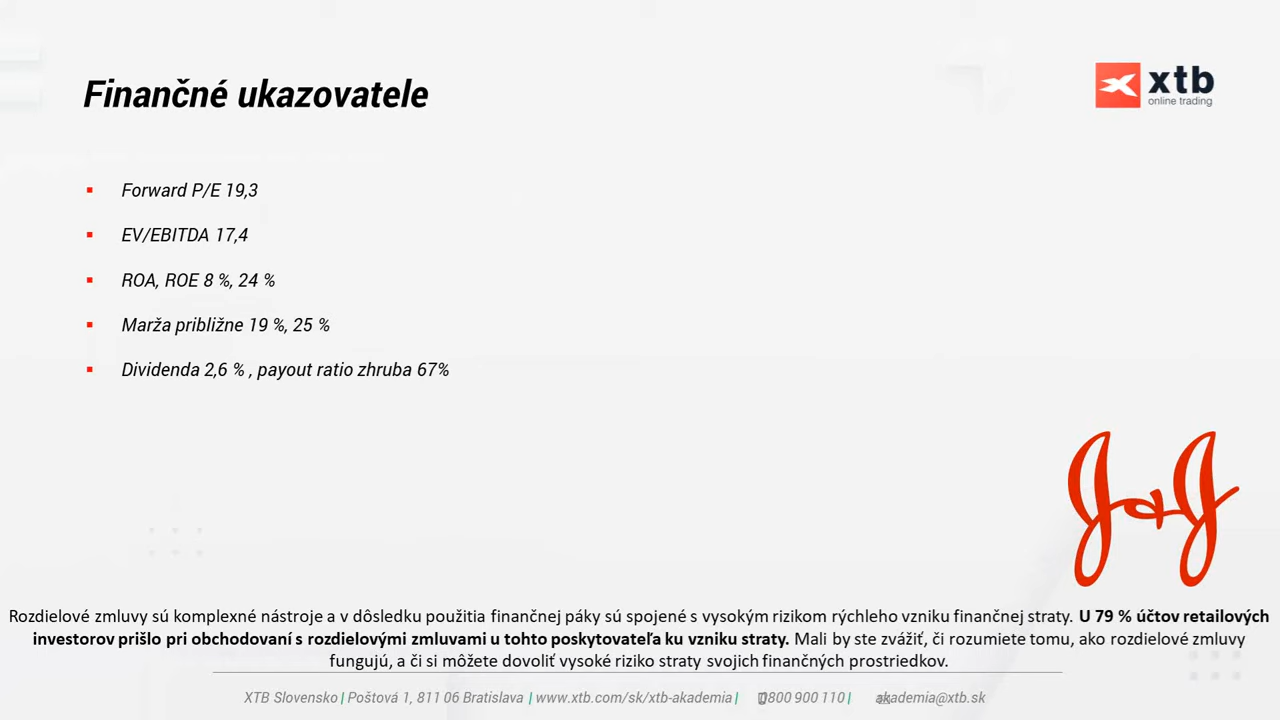 Finančné ukazovatele
xtb
online trading
Forward P/E 19,3
EV/EBITDA 17,4
ROA, ROE 8 %, 24 %
Marža približne 19 %, 25 %
Dividenda 2,6 % , payout ratio zhruba 67%
J&J
Rozdielové zmluvy sú komplexné nástroje a v dôsledku použitia finančnej páky sú spojené s vysokým rizikom rýchleho vzniku finančnej straty. U 79 % účtov retailových
investorov prišlo pri obchodovaní s rozdielovými zmluvami u tohto poskytovateľa ku vzniku straty. Mali by ste zvážiť, či rozumiete tomu, ako rozdielové zmluvy
fungujú, a či si môžete dovoliť vysoké riziko straty svojich finančných prostriedkov.
XTB Slovensko | Poštová 1, 811 06 Bratislava | www.xtb.com/sk/xtb-akademia | 0800 900 110 | akademia@xtb.sk